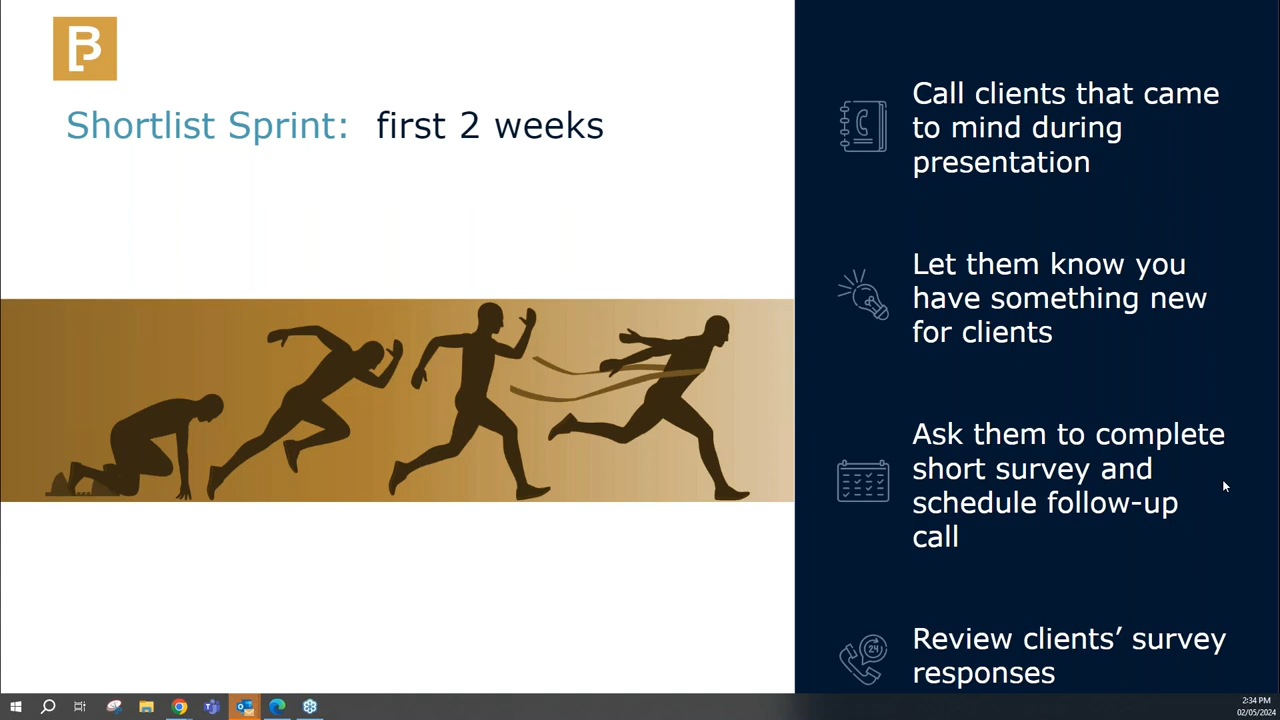 B
Shortlist Sprint: first 2 weeks
Call clients that came
to mind during
presentation
Let them know you
have something new
for clients
Ask them to complete
short survey and
schedule follow-up
call
24
Review clients’ survey
responses
2:34 PM
02/05/2024